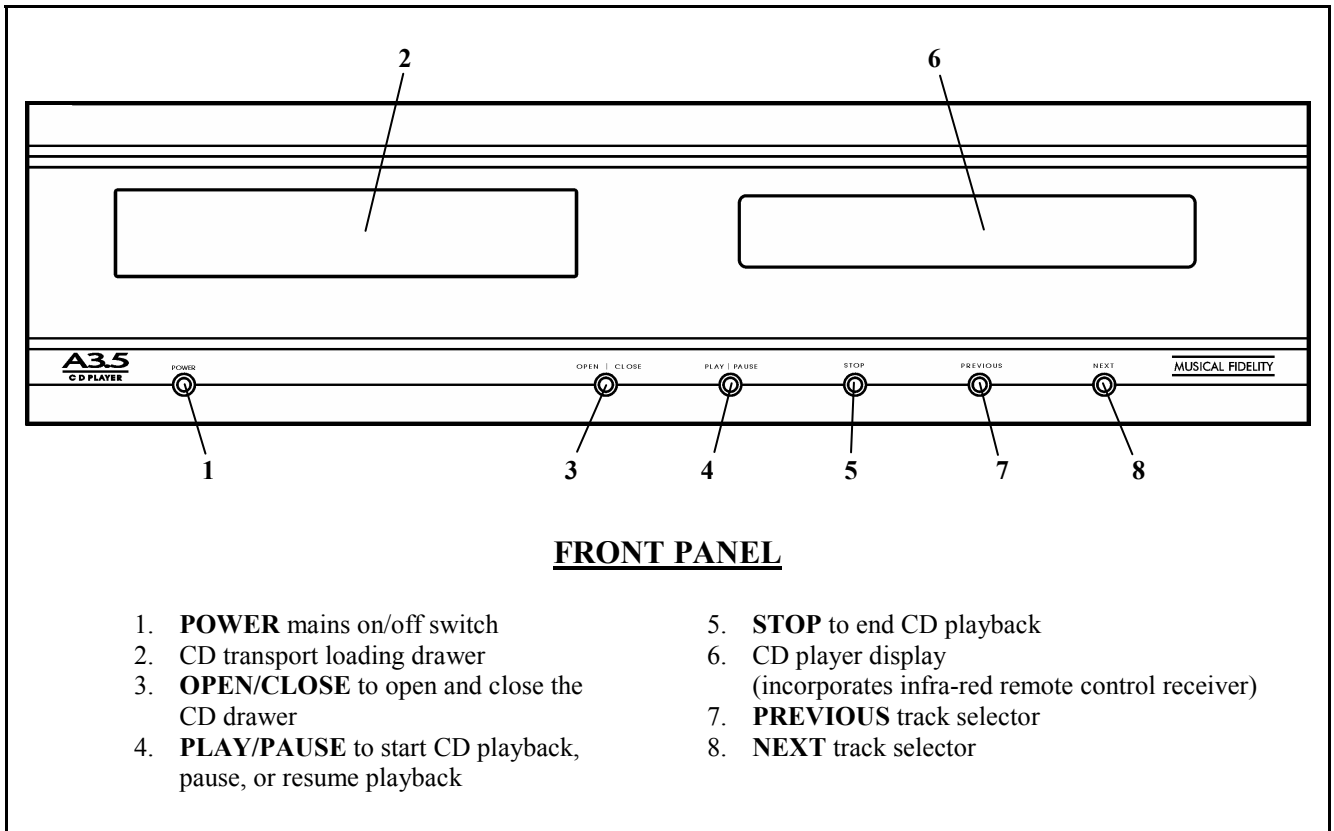 2
6
A3.5
CD PLAYER
POWER
OPEN | CLOSE
PLAY | PAUSE
STOP
PREVIOUS
NEXT
MUSICAL FIDELITY
1
3
4
5
7
8
FRONT PANEL
1. POWER mains on/off switch
2. CD transport loading drawer
3. OPEN/CLOSE to open and close the
CD drawer
4. PLAY/PAUSE to start CD playback,
pause, or resume playback
5. STOP to end CD playback
6. CD player display
(incorporates infra-red remote control receiver)
7. PREVIOUS track selector
8. NEXT track selector